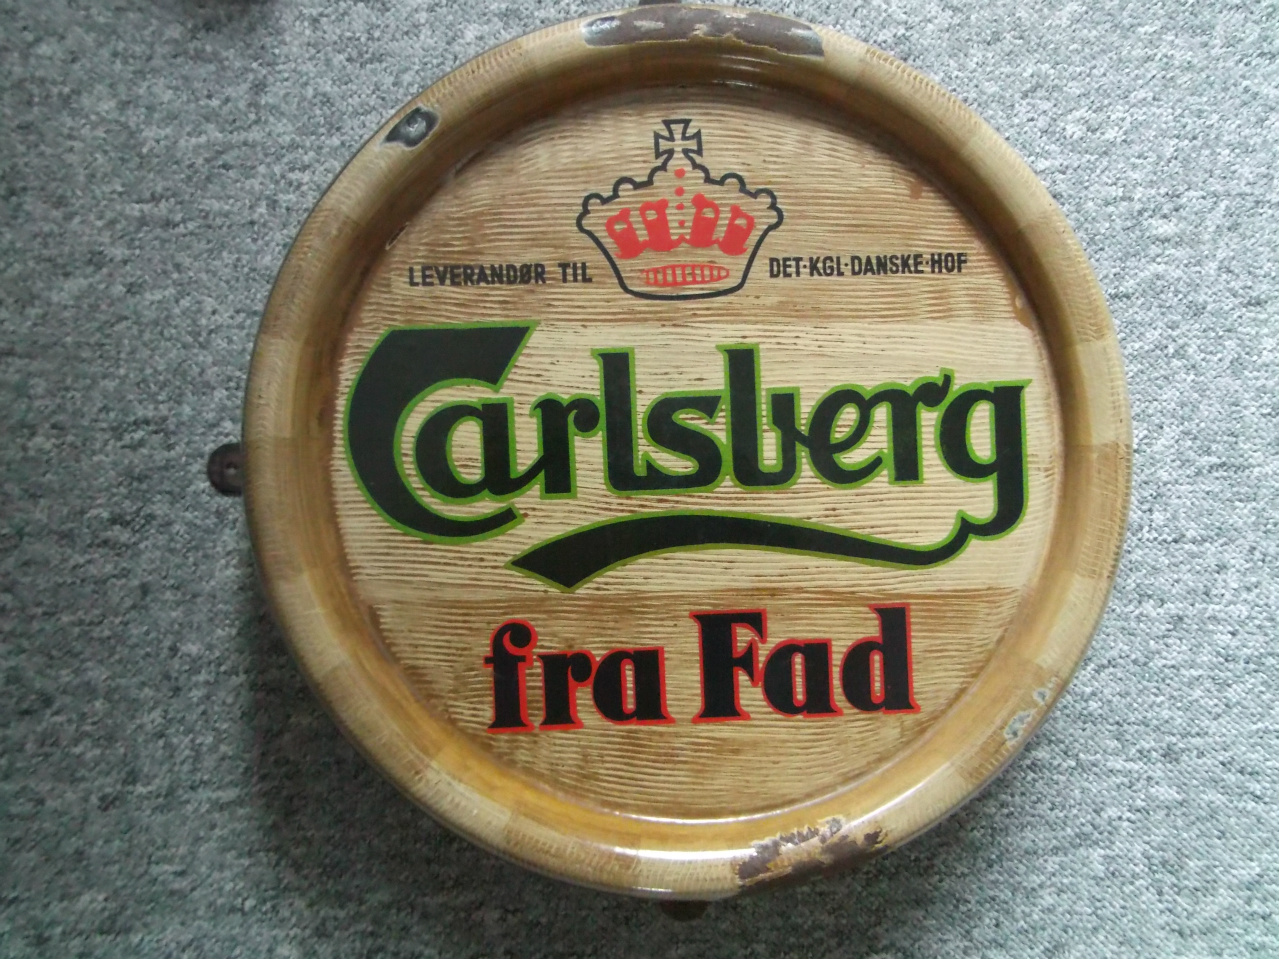 LEVERANDØR TIL DET·KGL·DANSKE·HOF
Carlsberg
fra Fad